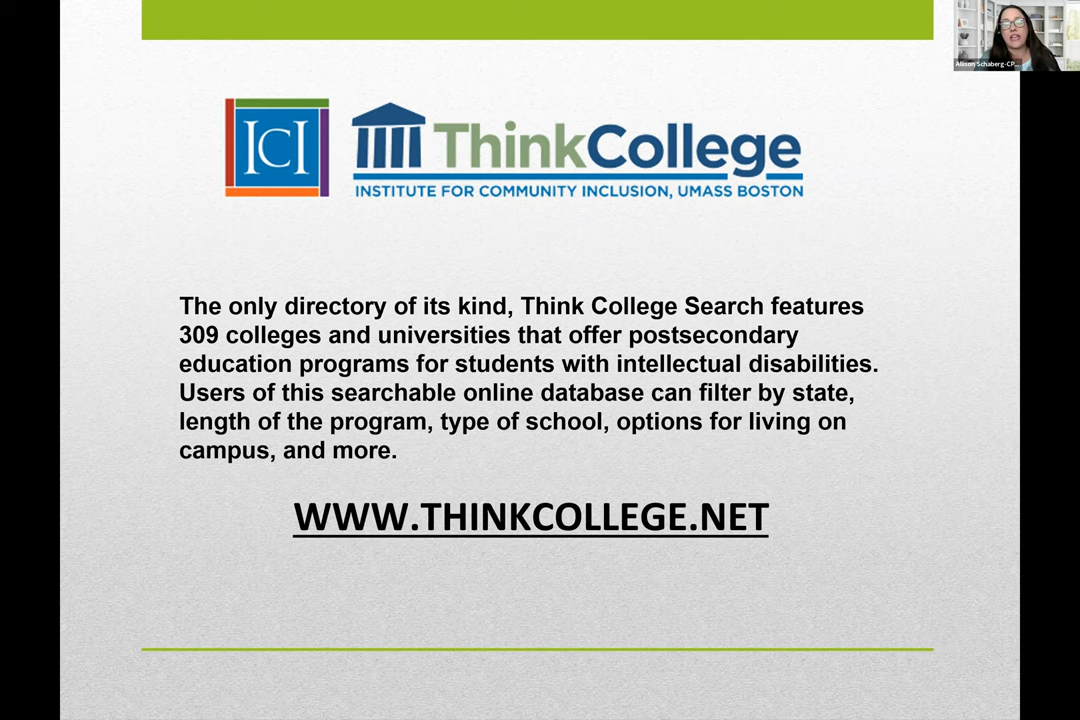 Allison Schaberg-CP...
ICI
ThinkCollege
INSTITUTE FOR COMMUNITY INCLUSION, UMASS BOSTON
The only directory of its kind, Think College Search features
309 colleges and universities that offer postsecondary
education programs for students with intellectual disabilities.
Users of this searchable online database can filter by state,
length of the program, type of school, options for living on
campus, and more.
WWW.THINKCOLLEGE.NET